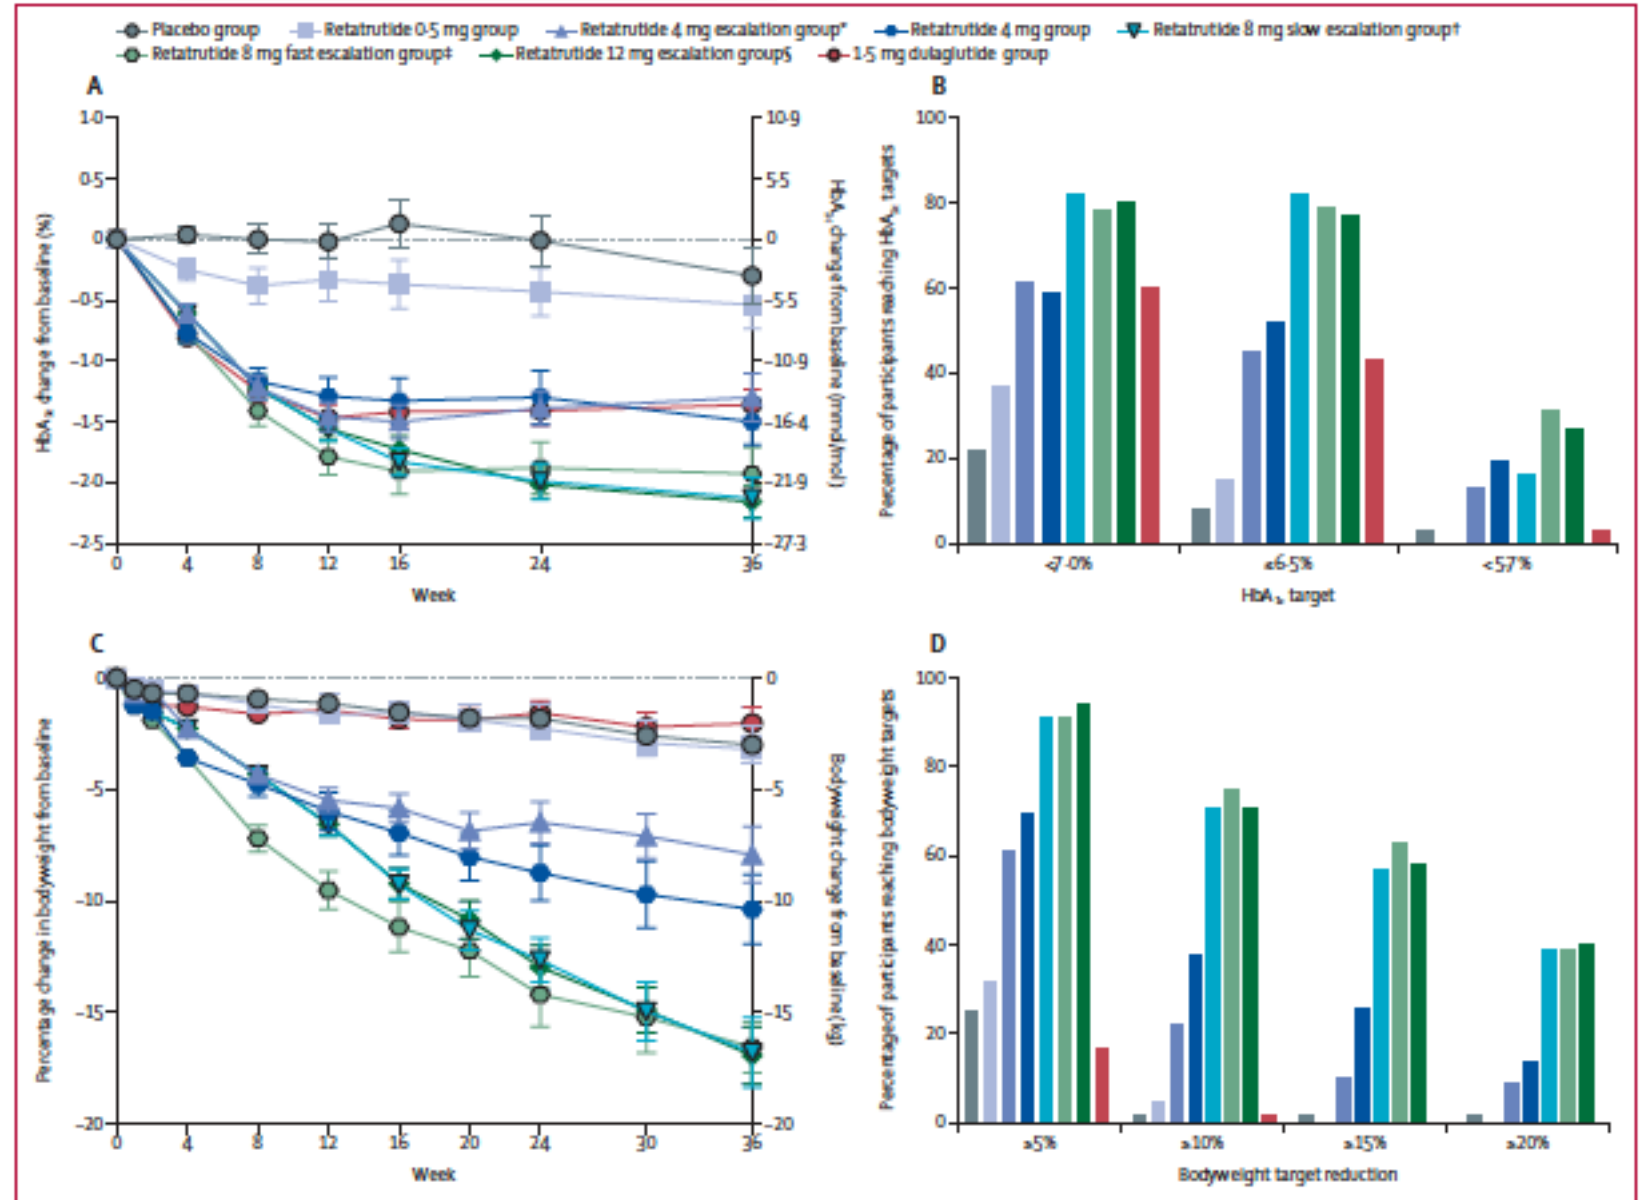 Placebo group Retatrutide 0·5 mg group Retatrutide 4 mg escalation group* Retatrutide 4 mg group Retatrutide 8 mg slow escalation group†
Retatrutide 8 mg fast escalation group‡ Retatrutide 12 mg escalation group§ 1·5 mg dulaglutide group
A
1·0
0·5
0
–0·5
–1·0
–1·5
–2·0
–2·5
HbA1c change from baseline (%)
10·9
5·5
0
–5·5
–10·9
–16·4
–21·9
–27·3
HbA1c change from baseline (mmol/mol)
0 4 8 12 16 24 36
Week
B
100
80
60
40
20
0
Percentage of participants reaching HbA1c targets
<7·0% ≤6·5% <5·7%
HbA1c target
C
0
–5
–10
–15
–20
Percentage change in bodyweight from baseline
0
–5
–10
–15
–20
Bodyweight change from baseline (kg)
0 4 8 12 16 20 24 30 36
Week
D
100
80
60
40
20
0
Percentage of participants reaching bodyweight targets
≥5% ≥10% ≥15% ≥20%
Bodyweight target reduction